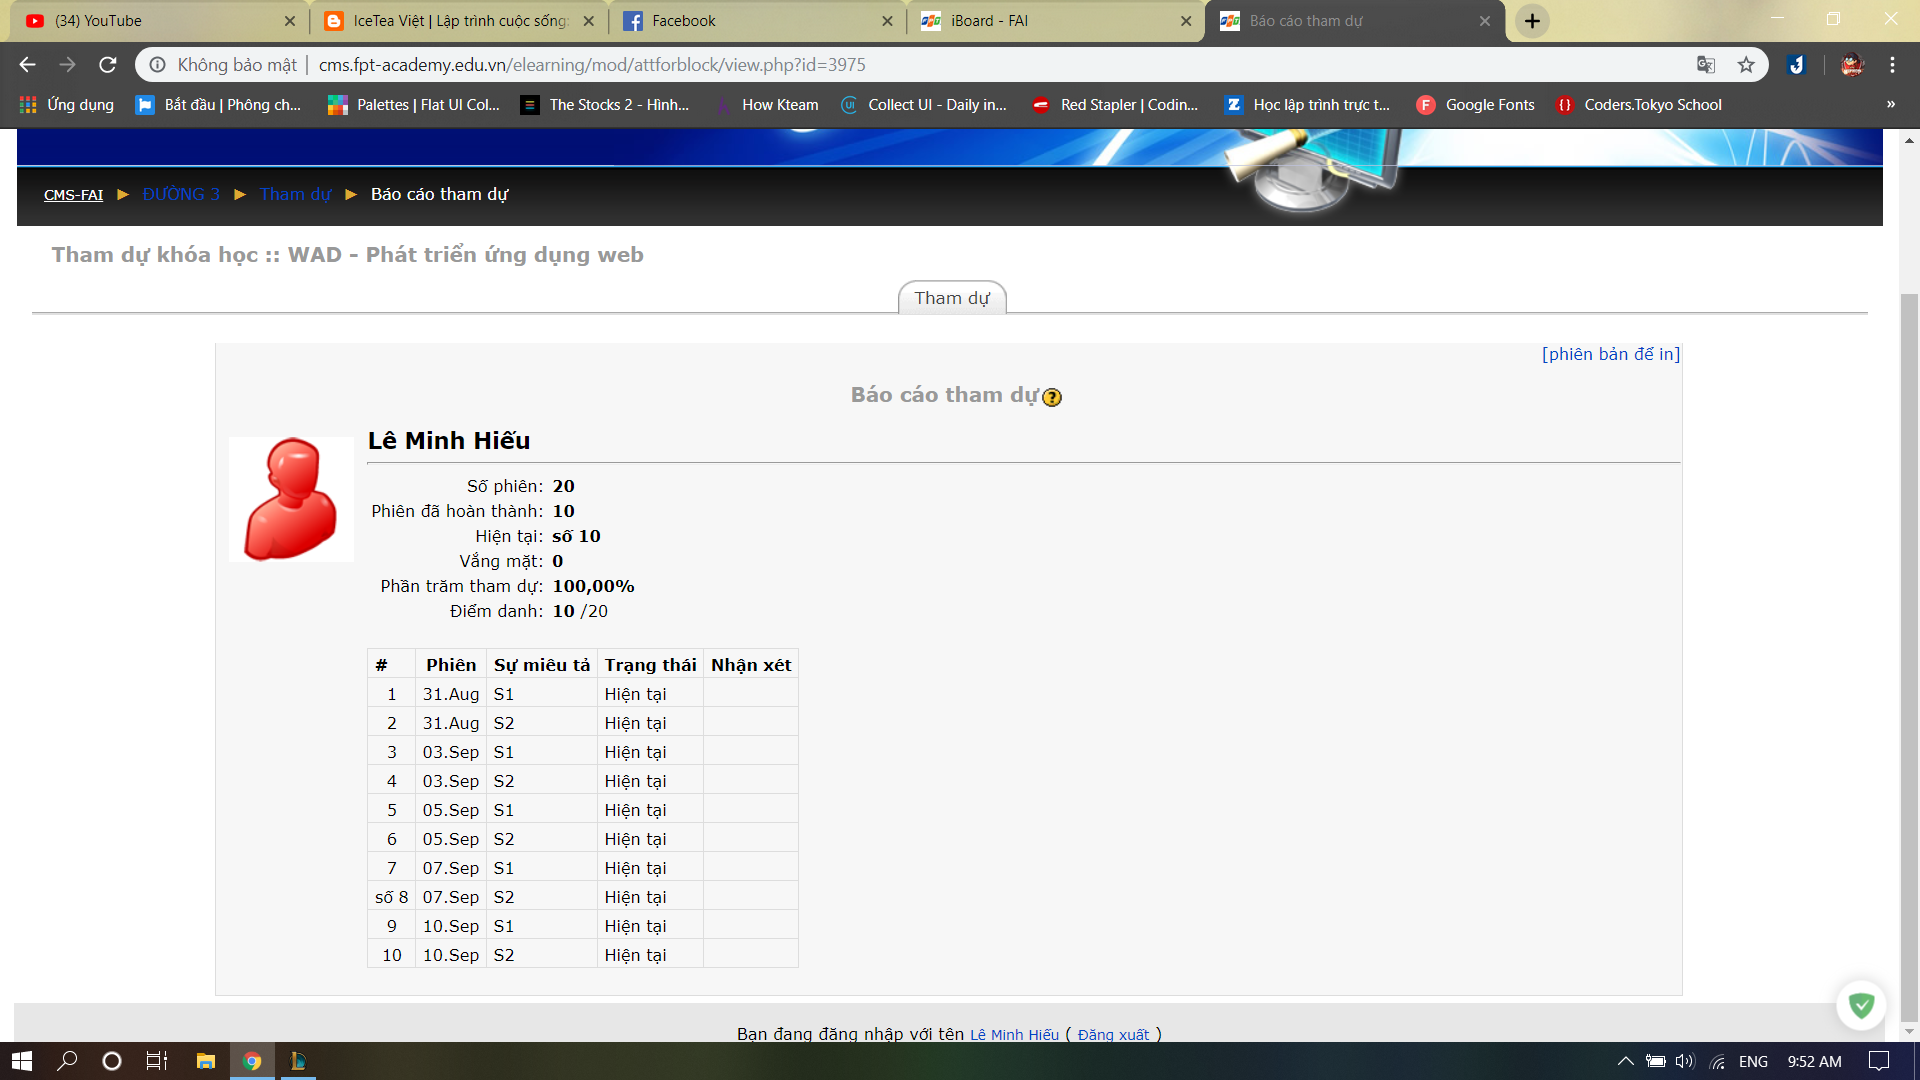 (34) YouTube
IceTea Việt | Lập trình cuộc sống:
Facebook
iBoard - FAI
Báo cáo tham dự
Không bảo mật | cms.fpt-academy.edu.vn/elearning/mod/attforblock/view.php?id=3975
Ứng dụng
Bắt đầu | Phông ch...
Palettes | Flat UI Col...
The Stocks 2 - Hình...
How Kteam
Collect UI - Daily in...
Red Stapler | Codin...
Học lập trình trực t...
Google Fonts
Coders.Tokyo School
»
CMS-FAI ► ĐƯỜNG 3 ► Tham dự ► Báo cáo tham dự
Tham dự khóa học :: WAD - Phát triển ứng dụng web
Tham dự
[phiên bản để in]
Báo cáo tham dự ?
Lê Minh Hiếu
Số phiên: 20
Phiên đã hoàn thành: 10
Hiện tại: số 10
Vắng mặt: 0
Phần trăm tham dự: 100,00%
Điểm danh: 10 /20
# Phiên Sự miêu tả Trạng thái Nhận xét
1 31.Aug S1 Hiện tại
2 31.Aug S2 Hiện tại
3 03.Sep S1 Hiện tại
4 03.Sep S2 Hiện tại
5 05.Sep S1 Hiện tại
6 05.Sep S2 Hiện tại
7 07.Sep S1 Hiện tại
số 8 07.Sep S2 Hiện tại
9 10.Sep S1 Hiện tại
10 10.Sep S2 Hiện tại
Bạn đang đăng nhập với tên Lê Minh Hiếu ( Đăng xuất )
ENG 9:52 AM